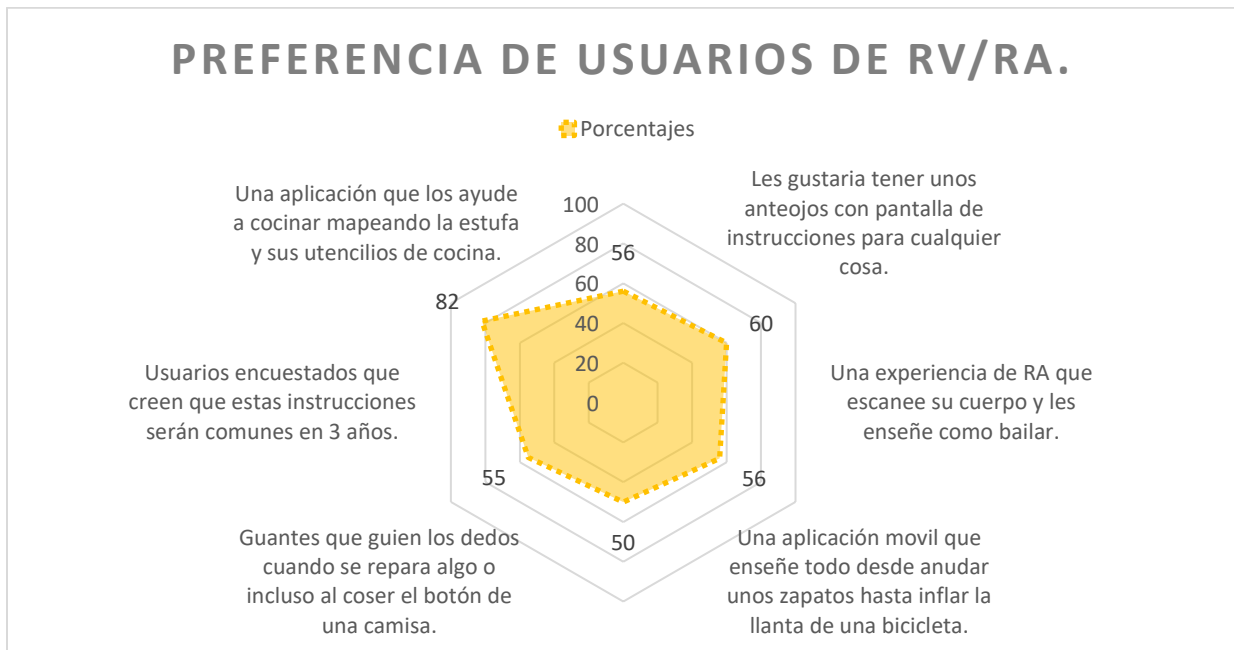 PREFERENCIA DE USUARIOS DE RV/RA.
Porcentajes
Una aplicación que los ayude
a cocinar mapeando la estufa
y sus utencilios de cocina.
Les gustaria tener unos
anteojos con pantalla de
instrucciones para cualquier
cosa.
Una experiencia de RA que
escanee su cuerpo y les
enseñe como bailar.
Una aplicación movil que
enseñe todo desde anudar
unos zapatos hasta inflar la
llanta de una bicicleta.
Guantes que guien los dedos
cuando se repara algo o
incluso al coser el botón de
una camisa.
Usuarios encuestados que
creen que estas instrucciones
serán comunes en 3 años.
100
80
60
40
20
0
56
60
56
50
55
82